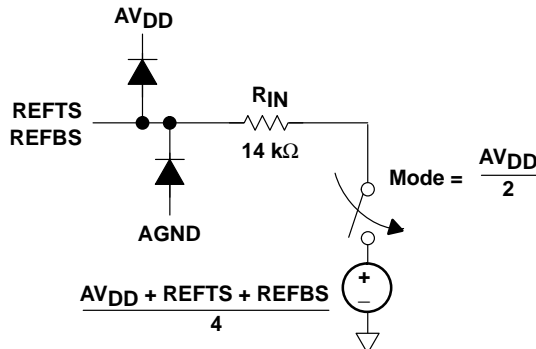 AVDD
REFTS
REFBS
RIN
14 kΩ
AGND
Mode = AVDD
2
AVDD + REFTS + REFBS
4
+
–